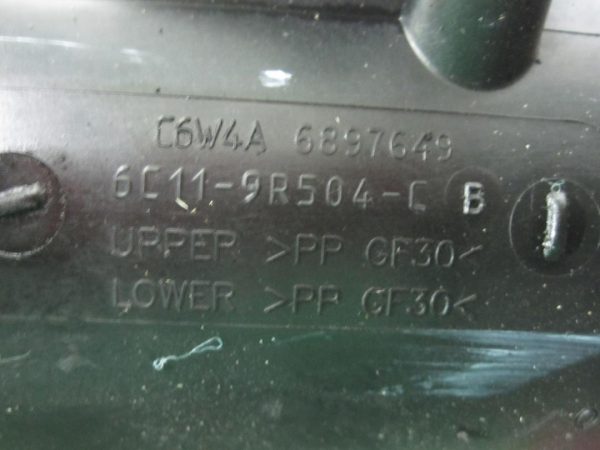 C6W4A 6897649
6C11-9R504-C B
UPPER >PP GF30<
LOWER >PP GF30<